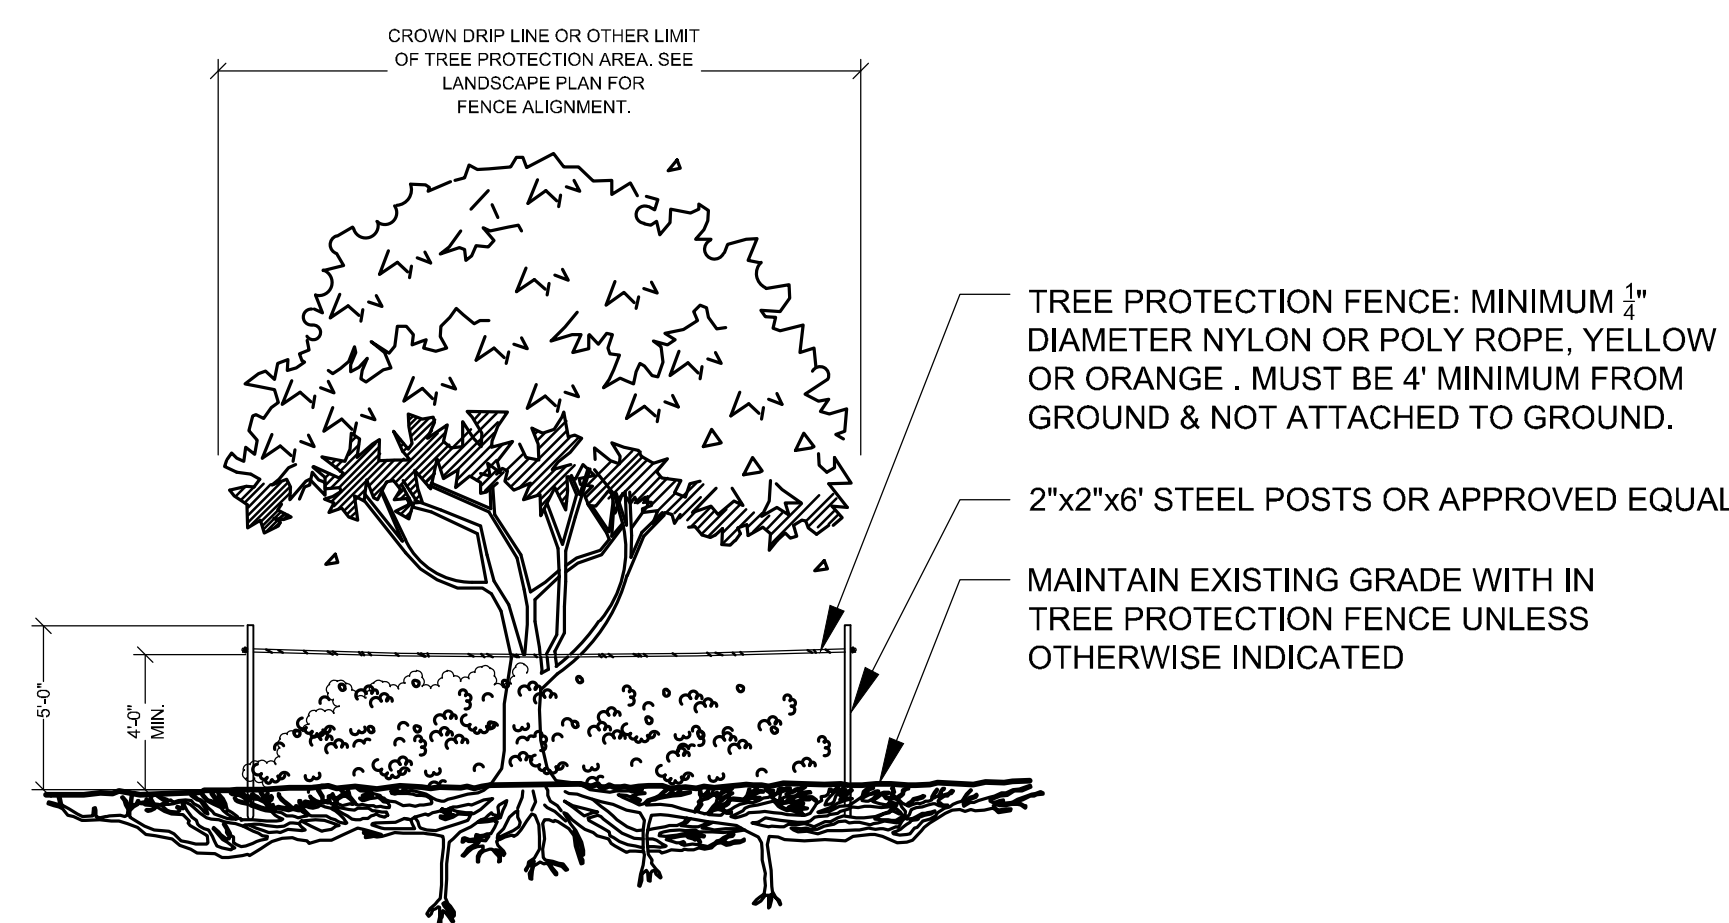 CROWN DRIP LINE OR OTHER LIMIT
OF TREE PROTECTION AREA. SEE
LANDSCAPE PLAN FOR
FENCE ALIGNMENT.
TREE PROTECTION FENCE: MINIMUM 1/4"
DIAMETER NYLON OR POLY ROPE, YELLOW
OR ORANGE . MUST BE 4' MINIMUM FROM
GROUND & NOT ATTACHED TO GROUND.
2"x2"x6' STEEL POSTS OR APPROVED EQUAL
MAINTAIN EXISTING GRADE WITH IN
TREE PROTECTION FENCE UNLESS
OTHERWISE INDICATED
5'-0"
4'-0"
MIN.